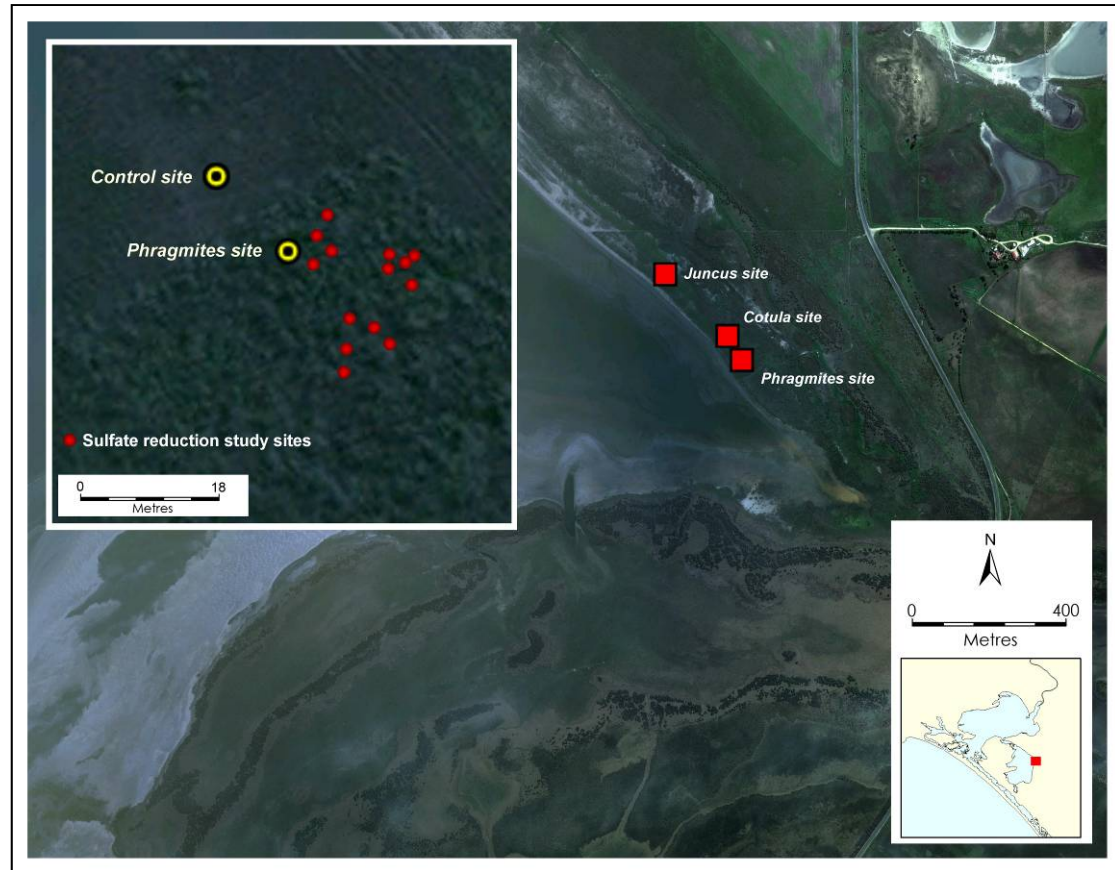 Control site
Phragmites site
Sulfate reduction study sites
0 18
Metres
Juncus site
Cotula site
Phragmites site
N
0 400
Metres